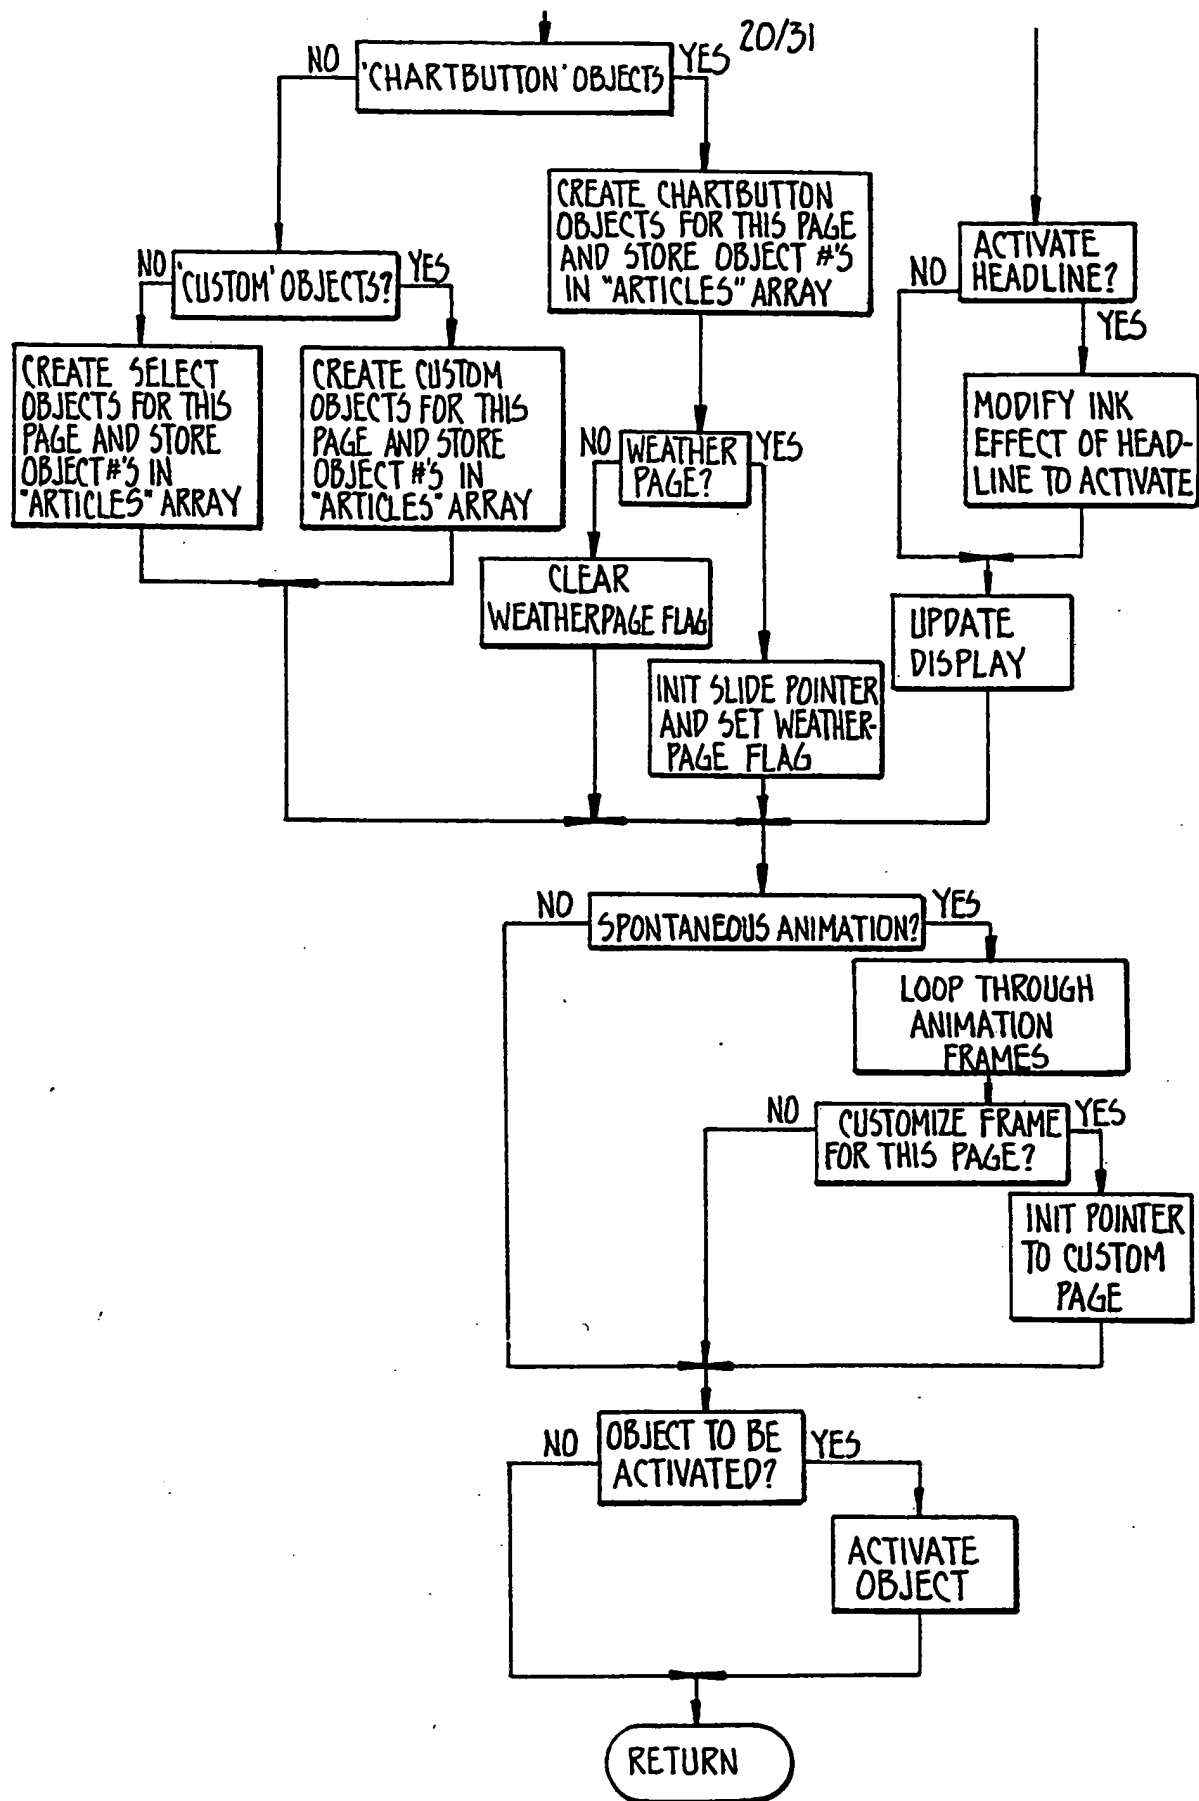 20/31
NO
'CHARTBUTTON' OBJECTS
YES
CREATE CHARTBUTTON
OBJECTS FOR THIS PAGE
AND STORE OBJECT #'S
IN "ARTICLES" ARRAY
NO
'CUSTOM' OBJECTS?
YES
CREATE SELECT
OBJECTS FOR THIS
PAGE AND STORE
OBJECT #'S IN
"ARTICLES" ARRAY
CREATE CUSTOM
OBJECTS FOR THIS
PAGE AND STORE
OBJECT #'S IN
"ARTICLES" ARRAY
NO
WEATHER
PAGE?
YES
CLEAR
WEATHERPAGE FLAG
INIT SLIDE POINTER
AND SET WEATHER-
PAGE FLAG
ACTIVATE
HEADLINE?
NO
YES
MODIFY INK
EFFECT OF HEAD-
LINE TO ACTIVATE
UPDATE
DISPLAY
NO
SPONTANEOUS ANIMATION?
YES
LOOP THROUGH
ANIMATION
FRAMES
NO
CUSTOMIZE FRAME
FOR THIS PAGE?
YES
INIT POINTER
TO CUSTOM
PAGE
NO
OBJECT TO BE
ACTIVATED?
YES
ACTIVATE
OBJECT
RETURN